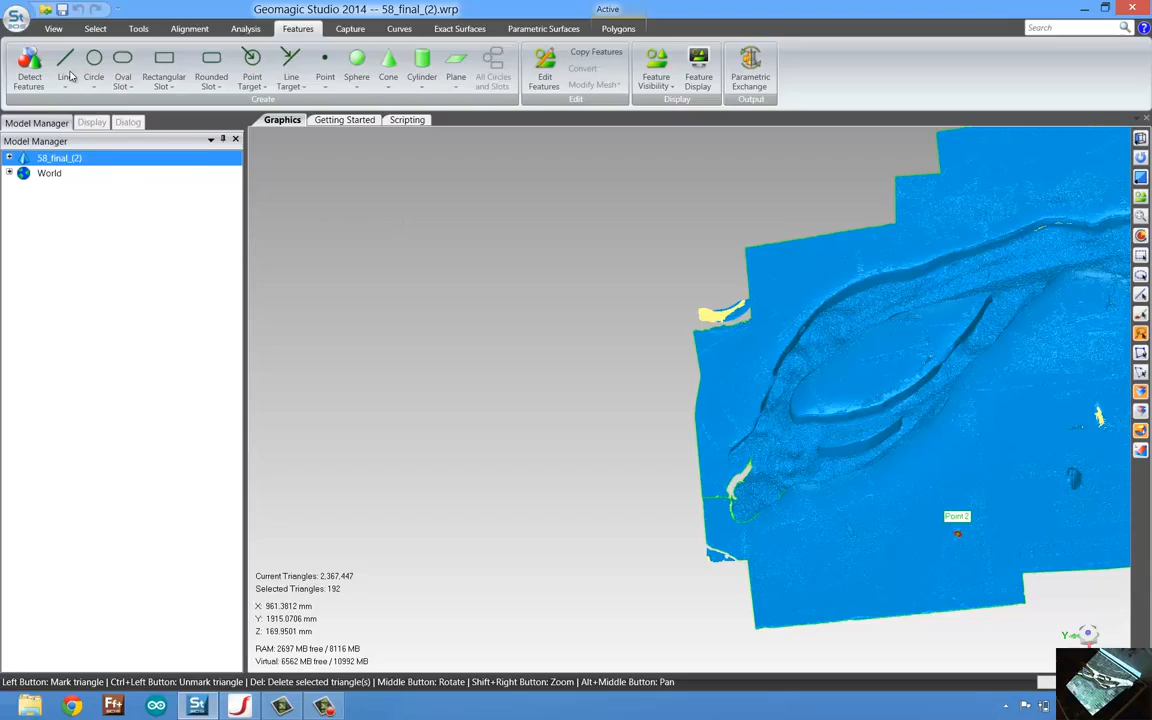 Geomagic Studio 2014 -- 58_final_(2).wrp
Active
View Select Tools Alignment Analysis Features Capture Curves Exact Surfaces Parametric Surfaces Polygons
Search
Detect Features
Line
Circle
Oval Slot
Rectangular Slot
Rounded Slot
Point Target
Line Target
Point
Sphere
Cone
Cylinder
Plane
All Circles and Slots
Create
Edit Features
Copy Features
Convert
Modify Mesh
Edit
Feature Visibility
Feature Display
Display
Parametric Exchange
Output
Model Manager Display Dialog
Graphics Getting Started Scripting
Model Manager
58_final_(2)
World
Point 2
Current Triangles: 2,367,447
Selected Triangles: 192
X: 961.3812 mm
Y: 1915.0706 mm
Z: 169.9501 mm
RAM: 2697 MB free / 8116 MB
Virtual: 6562 MB free / 10992 MB
Y
Left Button: Mark triangle | Ctrl+Left Button: Unmark triangle | Del: Delete selected triangle(s) | Middle Button: Rotate | Shift+Right Button: Zoom | Alt+Middle Button: Pan